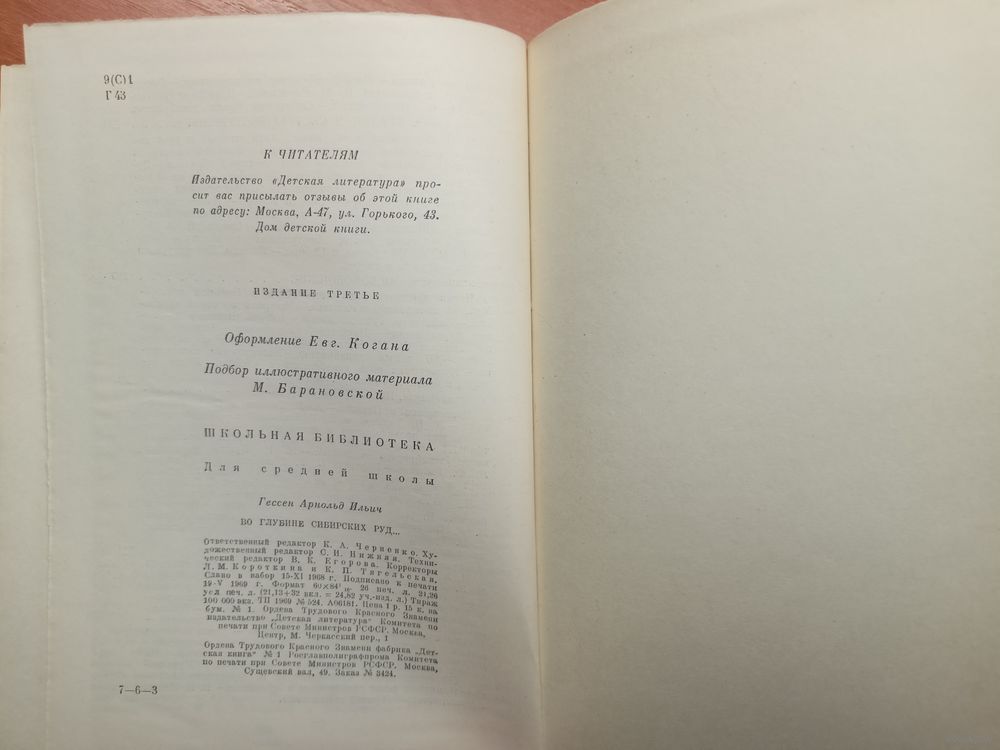 9(С)1
Г 43
К ЧИТАТЕЛЯМ
Издательство «Детская литература» про-
сит вас присылать отзывы об этой книге
по адресу: Москва, А-47, ул. Горького, 43.
Дом детской книги.
ИЗДАНИЕ ТРЕТЬЕ
Оформление Евг. Когана
Подбор иллюстративного материала
М. Барановской
ШКОЛЬНАЯ БИБЛИОТЕКА
Для средней школы
Гессен Арнольд Ильич
ВО ГЛУБИНЕ СИБИРСКИХ РУД...
Ответственный редактор К. А. Черненко. Ху-
дожественный редактор С. И. Нижняя. Техни-
ческий редактор В. К. Егорова. Корректоры
Л. М. Короткина и К. П. Тягельская.
Сдано в набор 15-XI 1968 г. Подписано к печати
19-V 1969 г. Формат 60×84¹ 26 печ. л. 24,26
усл печ. л. (21,13+32 вкл. = 24,82 уч.-изд. л.) Тираж
100 000 экз. ТП 1969 № 524. А06181. Цена 1 р. 15 к. на
бум. № 1. Ордена Трудового Красного Знамени
издательство „Детская литература“ Комитета по
печати при Совете Министров РСФСР. Москва,
Центр, М. Черкасский пер., 1
Ордена Трудового Красного Знамени фабрика „Дет-
ская книга“ № 1 Росглавполиграфпрома Комитета
по печати при Совете Министров РСФСР. Москва,
Сущевский вал, 49. Заказ № 3424.
7—6—3